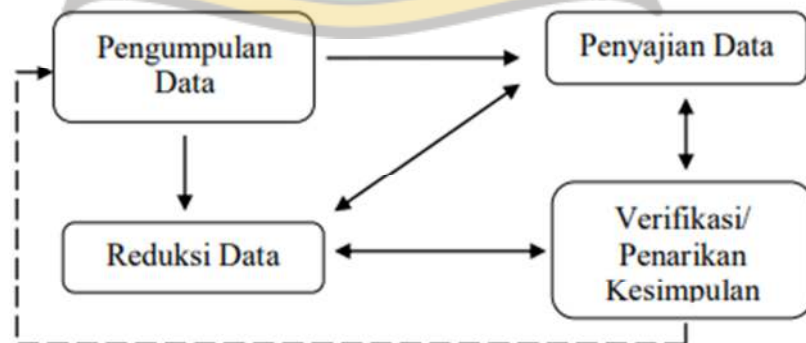 Pengumpulan
Data
Penyajian Data
Reduksi Data
Verifikasi/
Penarikan
Kesimpulan